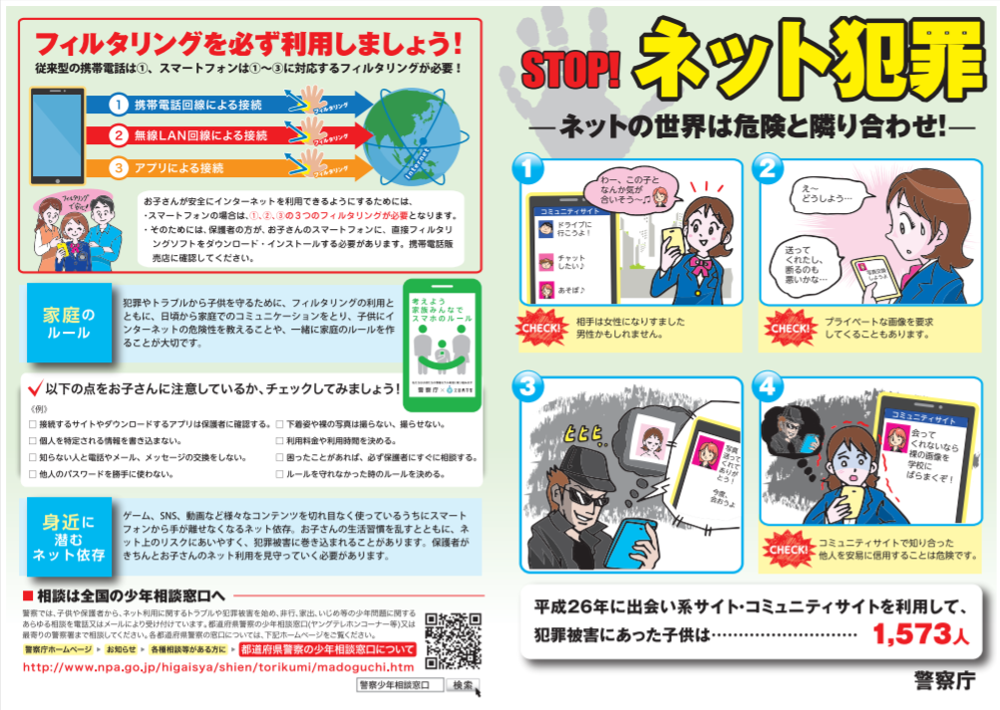 フィルタリングを必ず利用しましょう!
従来型の携帯電話は①、スマートフォンは①~③に対応するフィルタリングが必要!
1 携帯電話回線による接続
フィルタリング
2 無線LAN回線による接続
フィルタリング
3 アプリによる接続
フィルタリング
Internet
フィルタリング
で安心!
お子さんが安全にインターネットを利用できるようにするためには、
・スマートフォンの場合は、①、②、③の3つのフィルタリングが必要となります。
・そのためには、保護者の方が、お子さんのスマートフォンに、直接フィルタリ
ングソフトをダウンロード・インストールする必要があります。携帯電話販
売店に確認してください。
家庭の
ルール
犯罪やトラブルから子供を守るために、フィルタリングの利用と
ともに、日頃から家庭でのコミュニケーションをとり、子供にイ
ンターネットの危険性を教えることや、一緒に家庭のルールを作
ることが大切です。
考えよう
家族みんなで
スマホのルール
警察庁
以下の点をお子さんに注意しているか、チェックしてみましょう!
《例》
□ 接続するサイトやダウンロードするアプリは保護者に確認する。
□ 下着姿や裸の写真は撮らない、撮らせない。
□ 個人を特定される情報を書き込まない。
□ 利用料金や利用時間を決める。
□ 知らない人と電話やメール、メッセージの交換をしない。
□ 困ったことがあれば、必ず保護者にすぐに相談する。
□ 他人のパスワードを勝手に使わない。
□ ルールを守れなかった時のルールを決める。
身近に
潜む
ネット依存
ゲーム、SNS、動画など様々なコンテンツを切れ目なく使っているうちにスマート
フォンから手が離せなくなるネット依存。お子さんの生活習慣を乱すとともに、ネ
ット上のリスクにあいやすく、犯罪被害に巻き込まれることがあります。保護者が
きちんとお子さんのネット利用を見守っていく必要があります。
■ 相談は全国の少年相談窓口へ
警察では、子供や保護者から、ネット利用に関するトラブルや犯罪被害を始め、非行、家出、いじめ等の少年問題に関する
あらゆる相談を電話又はメールにより受け付けています。都道府県警察の少年相談窓口(ヤングテレホンコーナー等)又は
最寄りの警察署まで相談してください。各都道府県警察の窓口については、下記ホームページをご覧ください。
警察庁ホームページ ▶ お知らせ ▶ 各種相談等がある方に ▶ 都道府県警察の少年相談窓口について
http://www.npa.go.jp/higaisya/shien/torikumi/madoguchi.htm
警察少年相談窓口 検索
STOP! ネット犯罪
―ネットの世界は危険と隣り合わせ!―
1
わー、この子と
なんか気が
合いそう~♫
コミュニティサイト
ドライブに
行こうよ!
チャット
したい♪
あそぼ♪
CHECK!
相手は女性になりすました
男性かもしれません。
2
え~
どうしよう…
送って
くれたし、
断るのも
悪いかな…
写真交換
しようよ
CHECK!
プライベートな画像を要求
してくることもあります。
3
ヒヒヒ
写真
送って
くれて
ありが
とう!
今度、
会おうよ
4
コミュニティサイト
会って
くれないなら
裸の画像を
学校に
ばらまくぞ!
CHECK!
コミュニティサイトで知り合った
他人を安易に信用することは危険です。
平成26年に出会い系サイト・コミュニティサイトを利用して、
犯罪被害にあった子供は………………………… 1,573人
警察庁